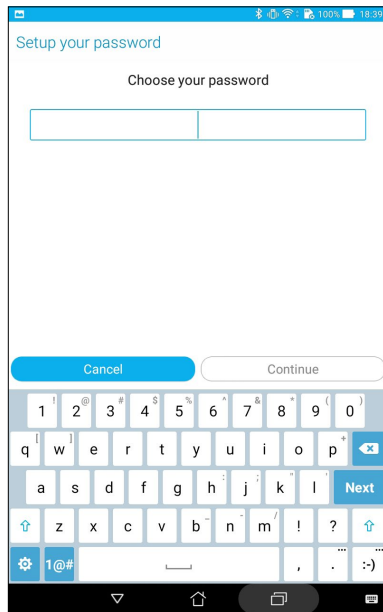 100% 18:39
Setup your password
Choose your password
Cancel Continue
1 ! 2 @ 3 # 4 $ 5 % 6 ^ 7 & 8 * 9 ( 0 )
q [ w ] e r t y u i o p +
a s d f g h : j ; k " l ' Next
z x c v b _ n - m / ! ?
1@# , . ... :-) ...